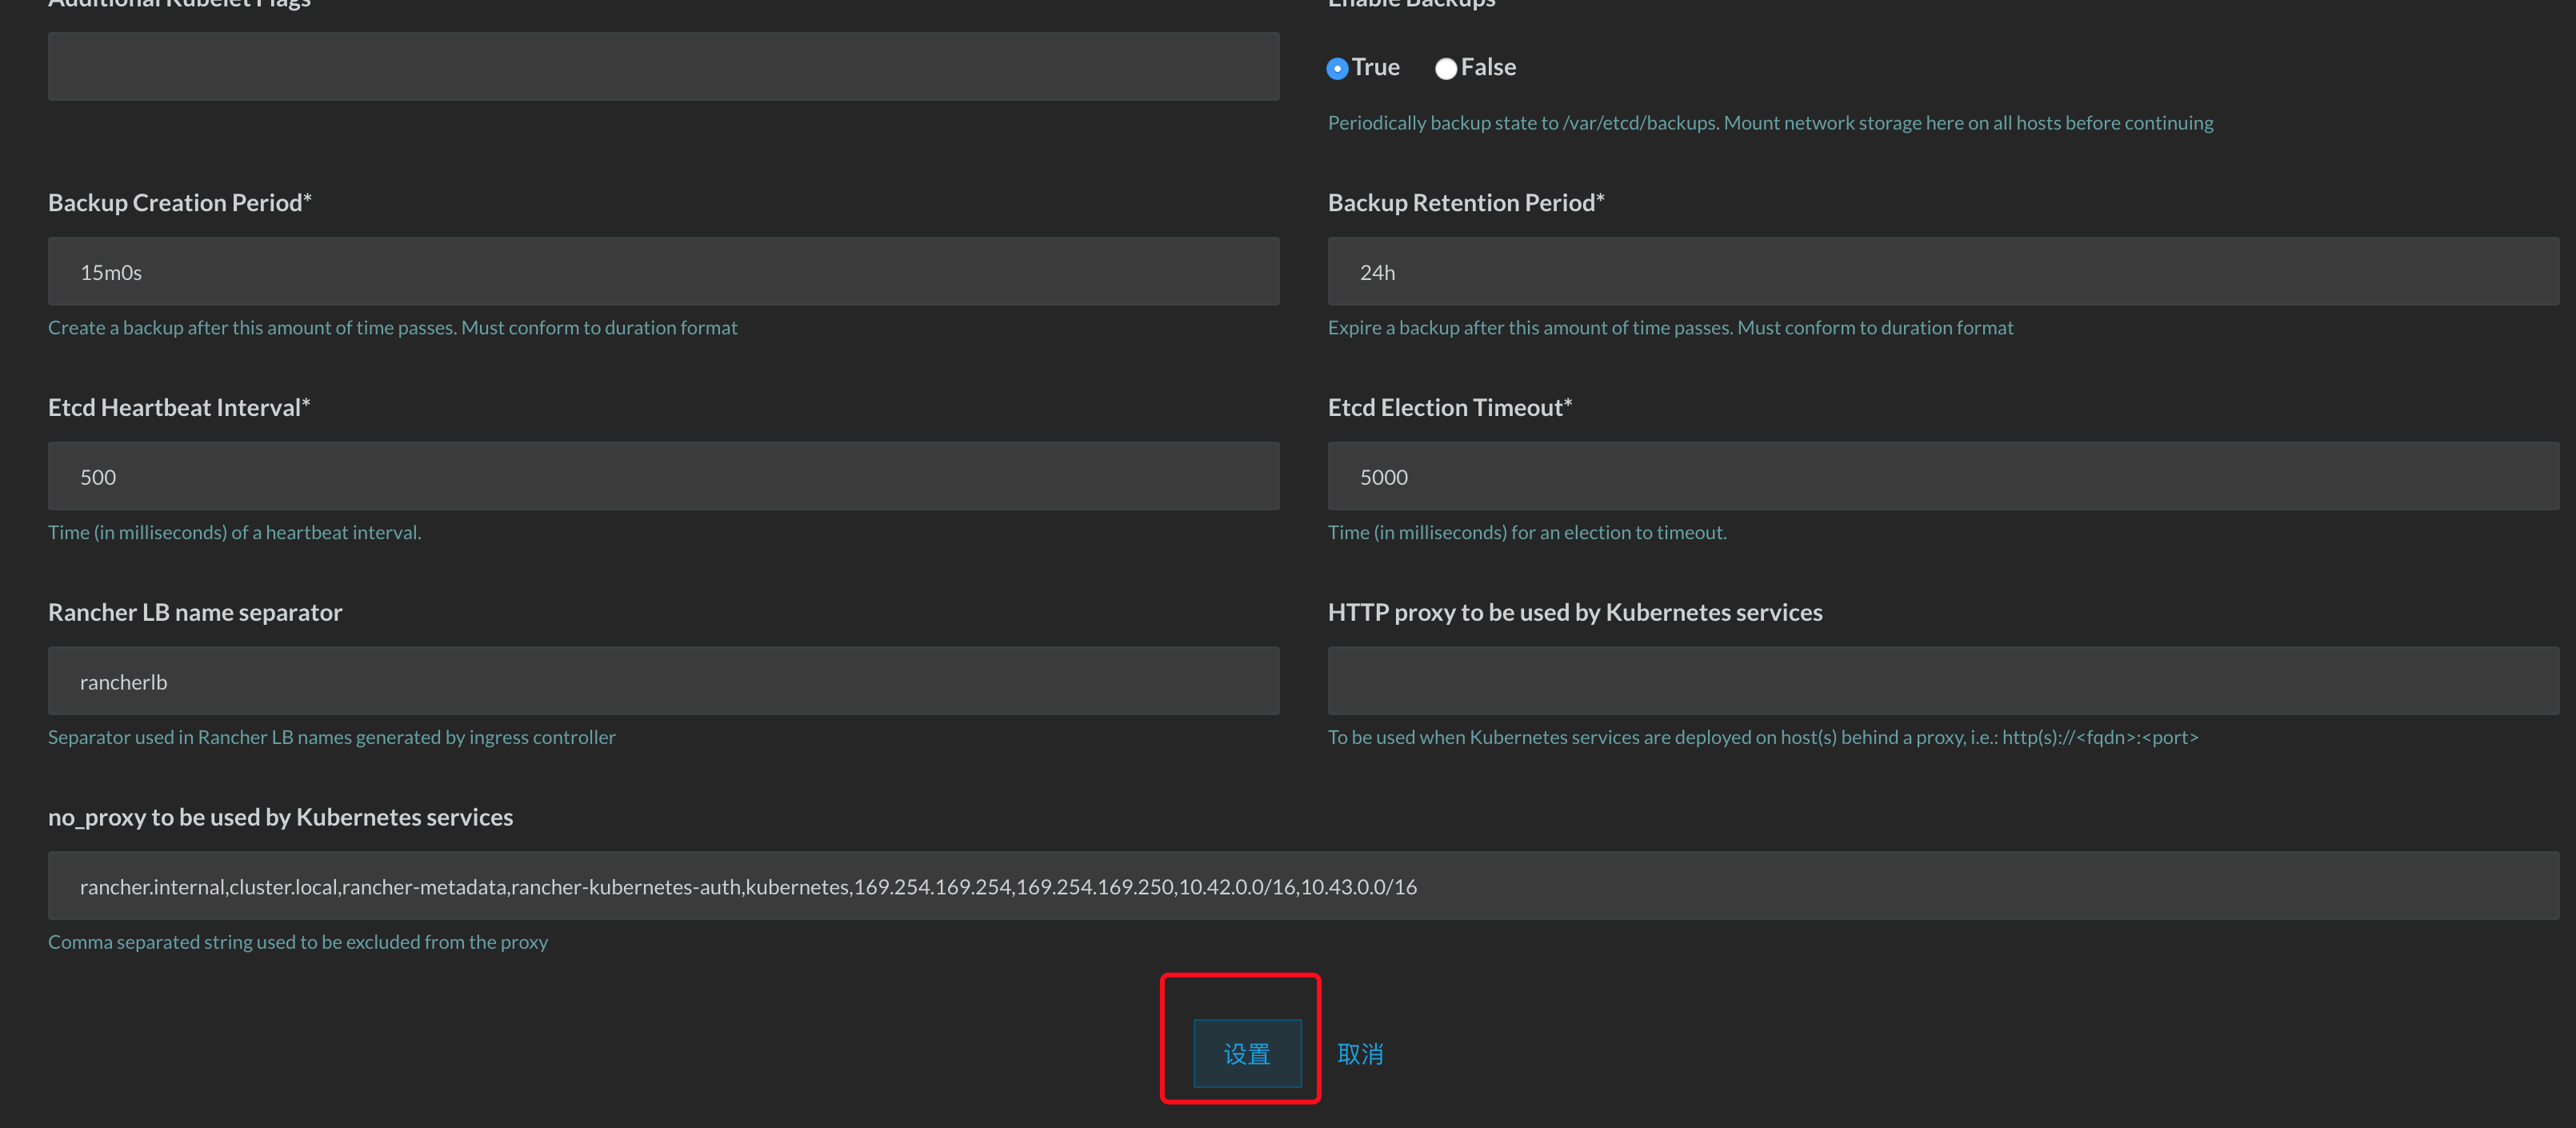 Additional Kubelet Flags
Enable Backups
True False
Periodically backup state to /var/etcd/backups. Mount network storage here on all hosts before continuing
Backup Creation Period*
Backup Retention Period*
15m0s
24h
Create a backup after this amount of time passes. Must conform to duration format
Expire a backup after this amount of time passes. Must conform to duration format
Etcd Heartbeat Interval*
Etcd Election Timeout*
500
5000
Time (in milliseconds) of a heartbeat interval.
Time (in milliseconds) for an election to timeout.
Rancher LB name separator
HTTP proxy to be used by Kubernetes services
rancherlb
Separator used in Rancher LB names generated by ingress controller
To be used when Kubernetes services are deployed on host(s) behind a proxy, i.e.: http(s)://<fqdn>:<port>
no_proxy to be used by Kubernetes services
rancher.internal,cluster.local,rancher-metadata,rancher-kubernetes-auth,kubernetes,169.254.169.254,169.254.169.250,10.42.0.0/16,10.43.0.0/16
Comma separated string used to be excluded from the proxy
设置 取消